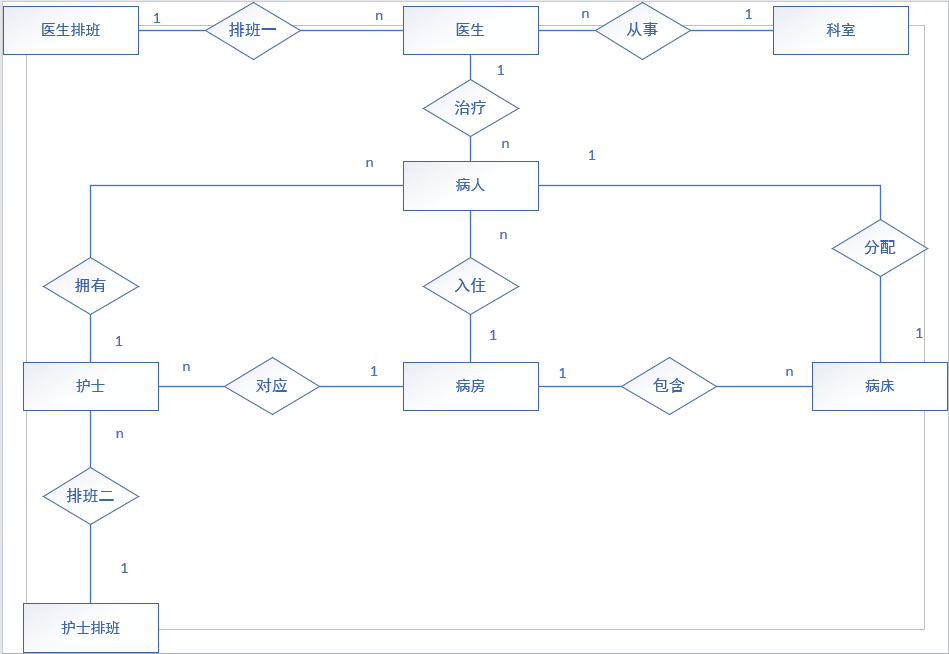 医生排班
1
排班一
n
医生
n
从事
1
科室
1
治疗
n
n
病人
1
拥有
n
入住
分配
1
1
1
护士
n
对应
1
病房
1
包含
n
病床
n
排班二
1
护士排班